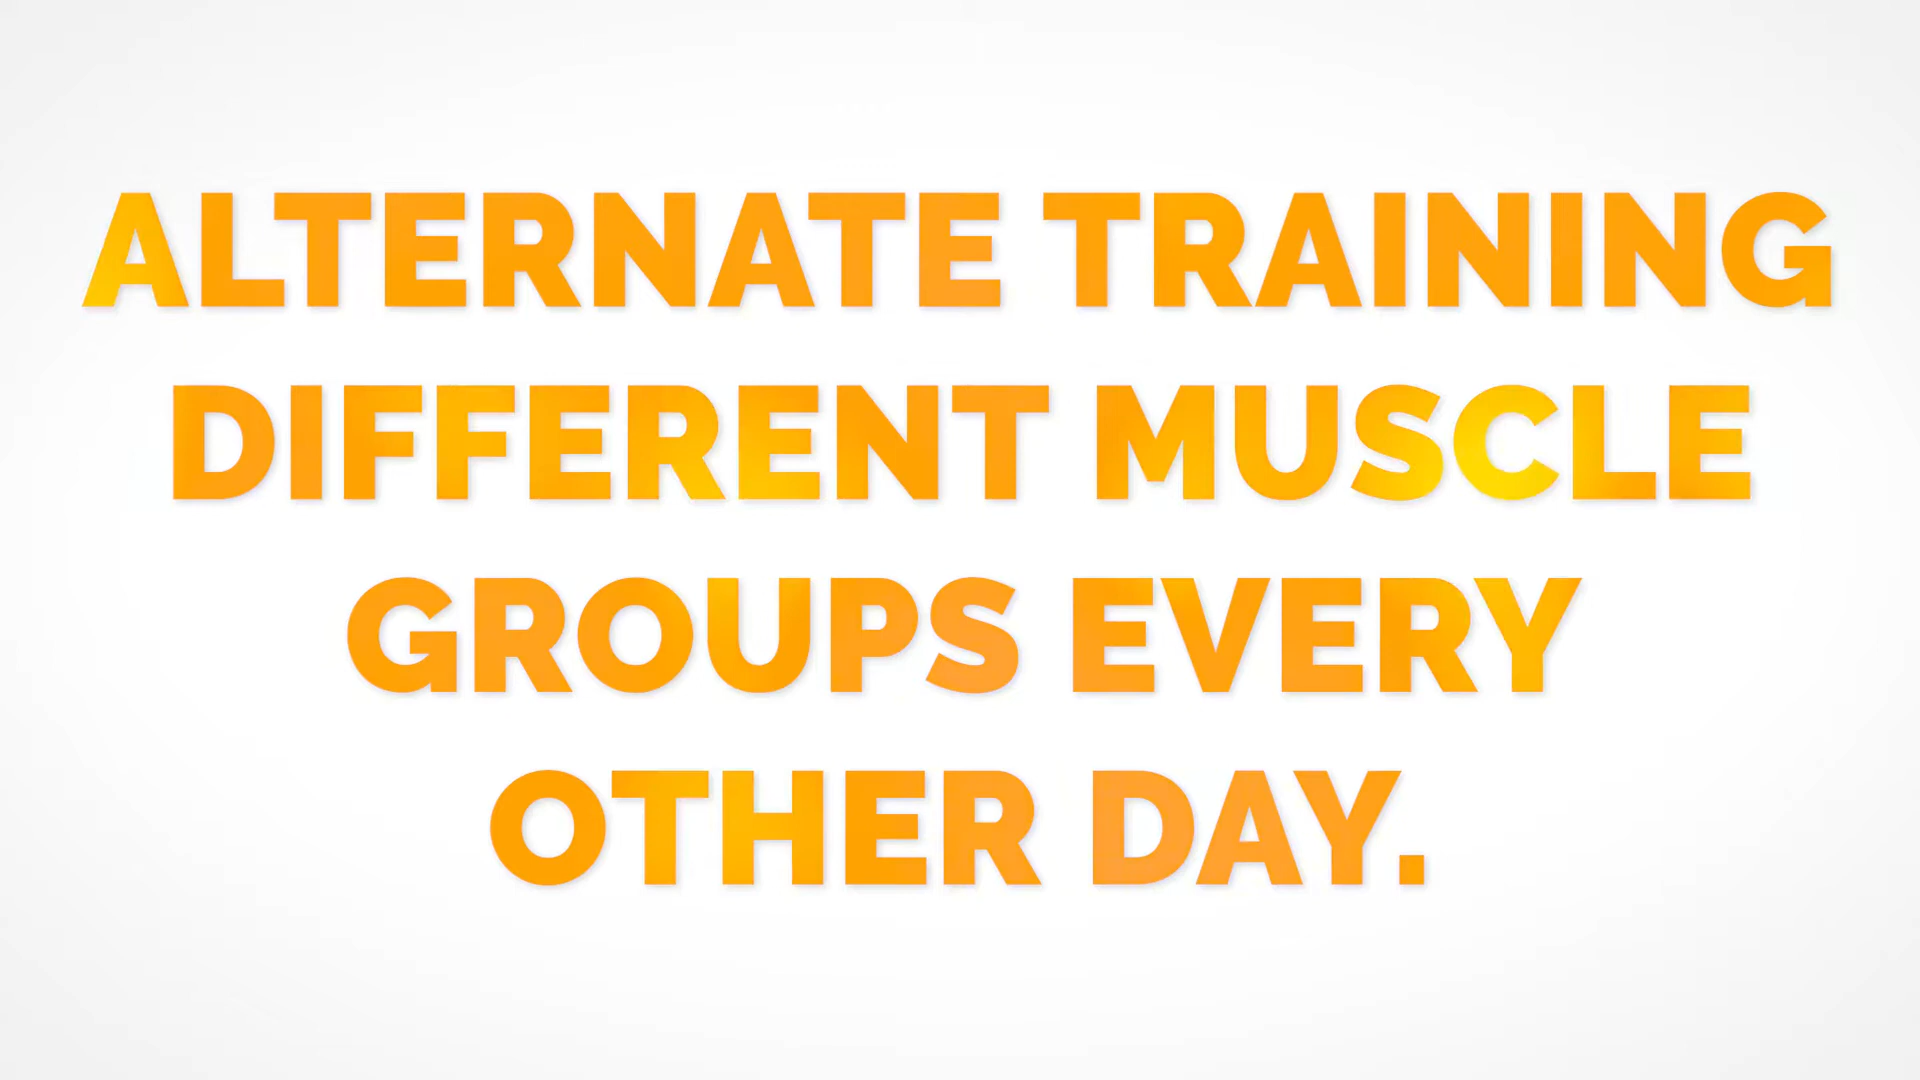 ALTERNATE TRAINING
DIFFERENT MUSCLE
GROUPS EVERY
OTHER DAY.